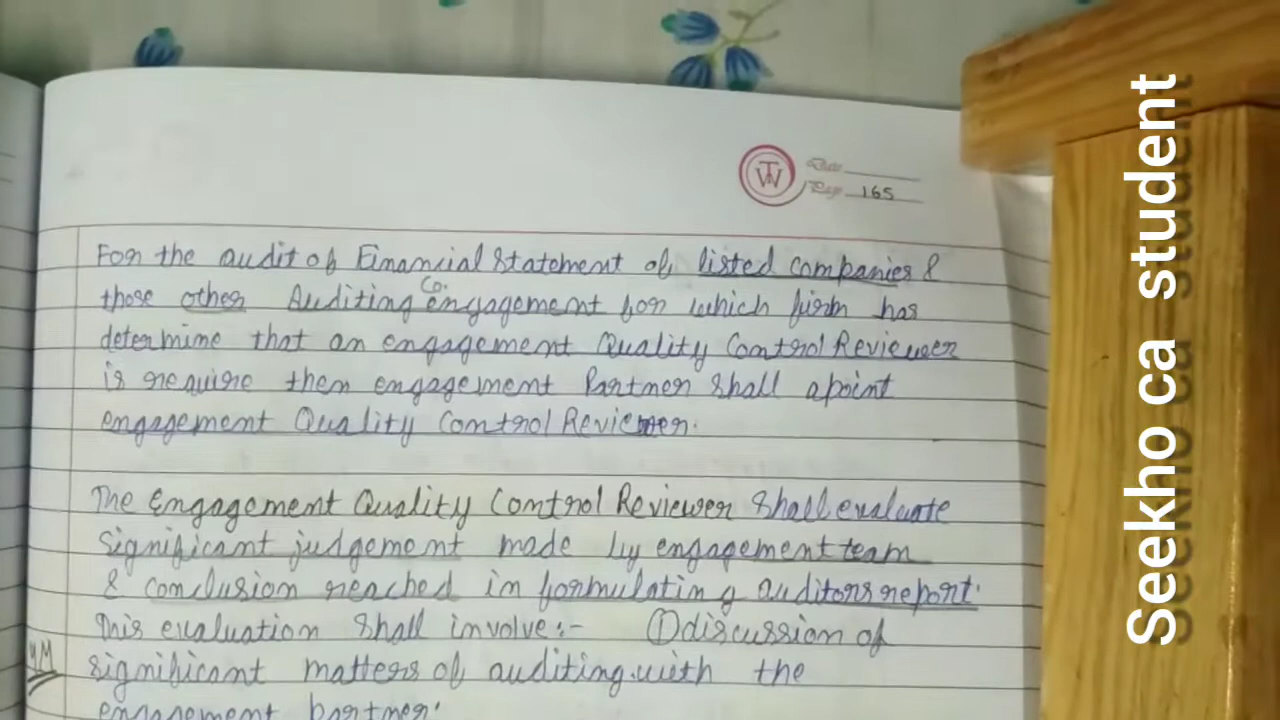 TW
Date
Page 165
For the audit of Financial Statement of listed companies &
Co.
those other Auditing engagement for which firm has
determine that an engagement Quality Control Reviewer
is require then engagement Partner shall apoint
engagement Quality Control Reviewer.
The Engagement Quality Control Reviewer shall evaluate
significant judgement made by engagement team
& conclusion reached in formulating auditors report.
This evaluation shall involve:- ① discussion of
4M
significant matters of auditing with the
engagement partner.
Seekho ca student